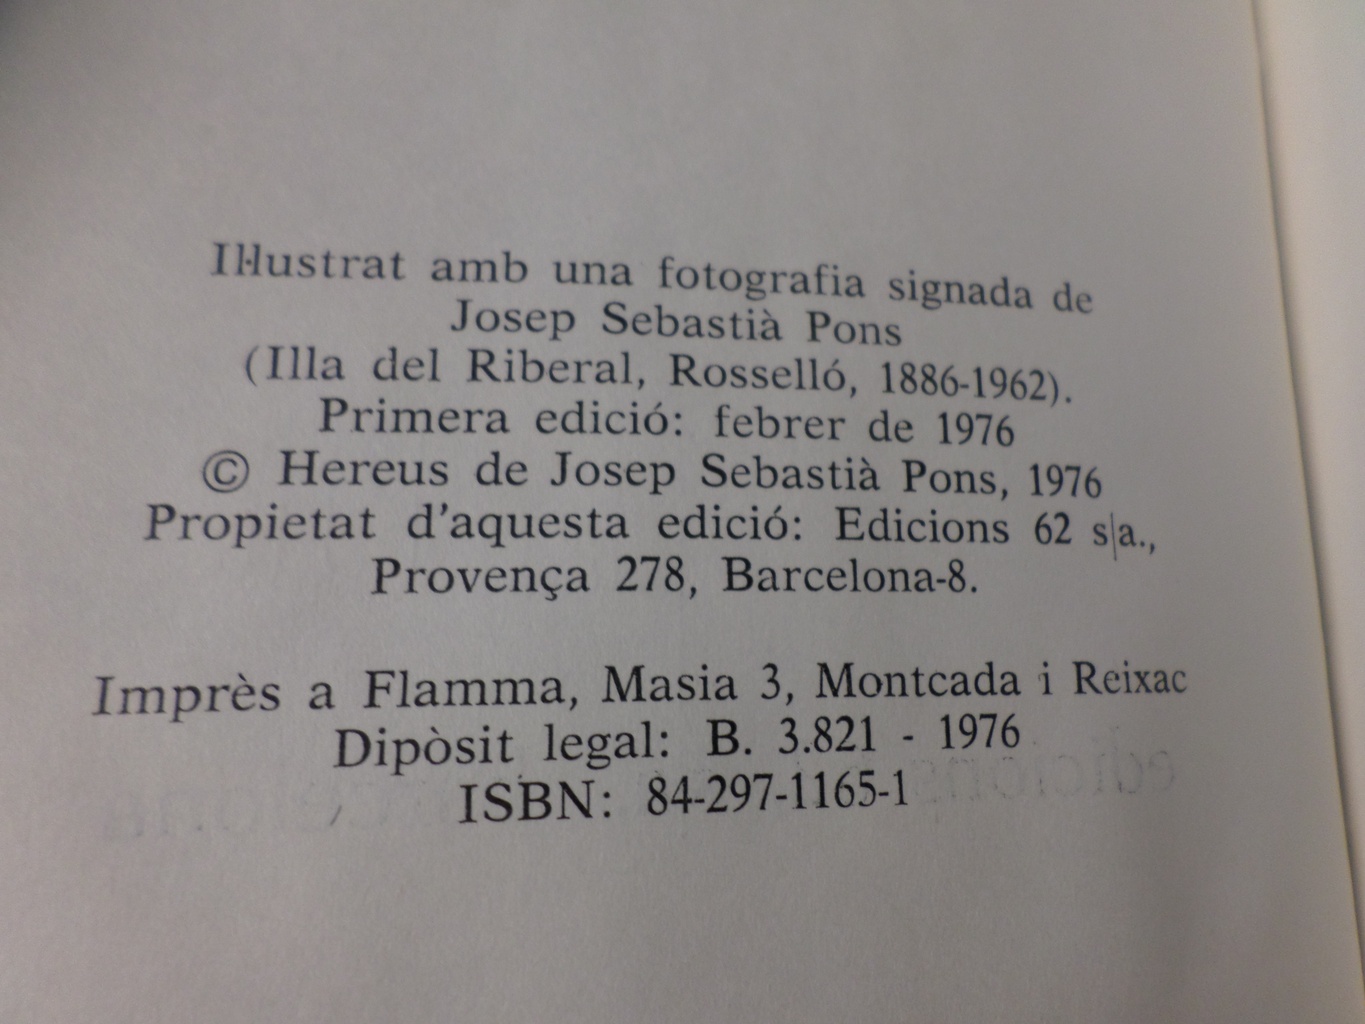 Il·lustrat amb una fotografia signada de
Josep Sebastià Pons
(Illa del Riberal, Rosselló, 1886-1962).
Primera edició: febrer de 1976
© Hereus de Josep Sebastià Pons, 1976
Propietat d'aquesta edició: Edicions 62 s|a.,
Provença 278, Barcelona-8.
Imprès a Flamma, Masia 3, Montcada i Reixac
Dipòsit legal: B. 3.821 - 1976
ISBN: 84-297-1165-1